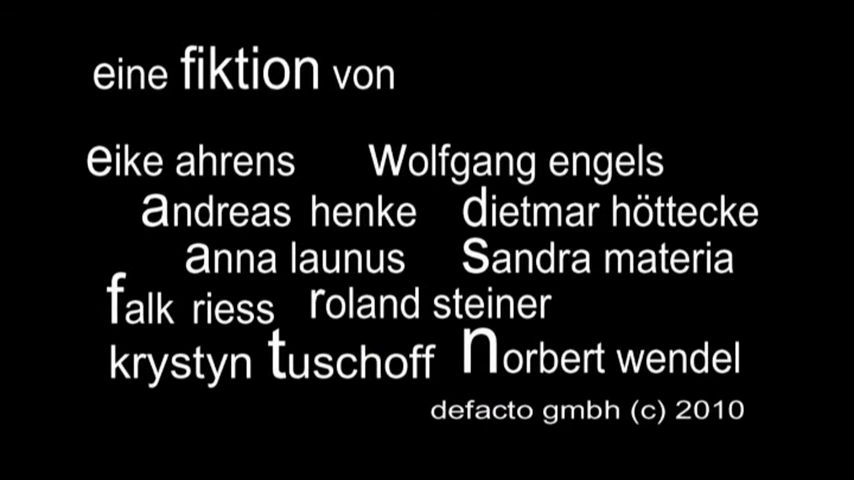 eine fiktion von
eike ahrens wolfgang engels
andreas henke dietmar höttecke
anna launus sandra materia
falk riess roland steiner
krystyn tuschoff norbert wendel
defacto gmbh (c) 2010